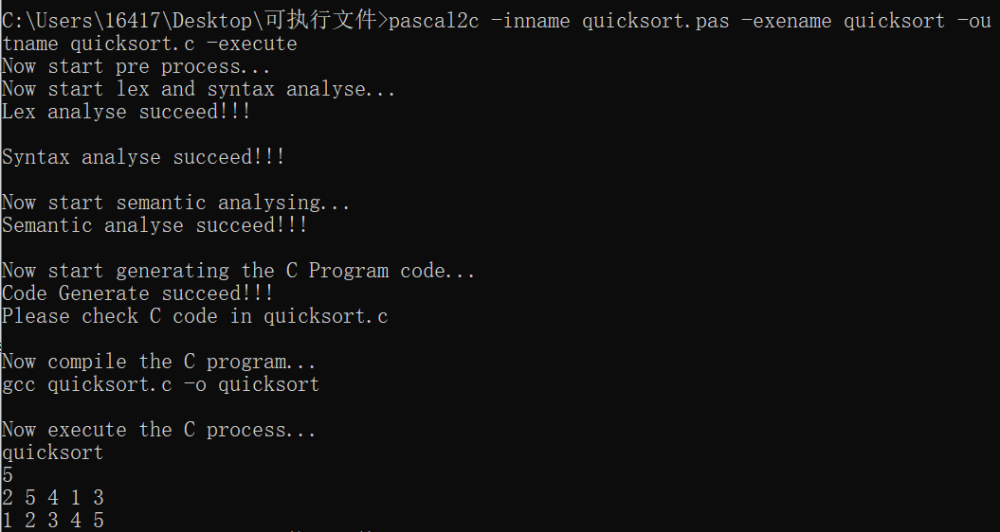 C:\Users\16417\Desktop\可执行文件>pascal2c -inname quicksort.pas -exename quicksort -ou
tname quicksort.c -execute
Now start pre process...
Now start lex and syntax analyse...
Lex analyse succeed!!!
Syntax analyse succeed!!!
Now start semantic analysing...
Semantic analyse succeed!!!
Now start generating the C Program code...
Code Generate succeed!!!
Please check C code in quicksort.c
Now compile the C program...
gcc quicksort.c -o quicksort
Now execute the C process...
quicksort
5
2 5 4 1 3
1 2 3 4 5